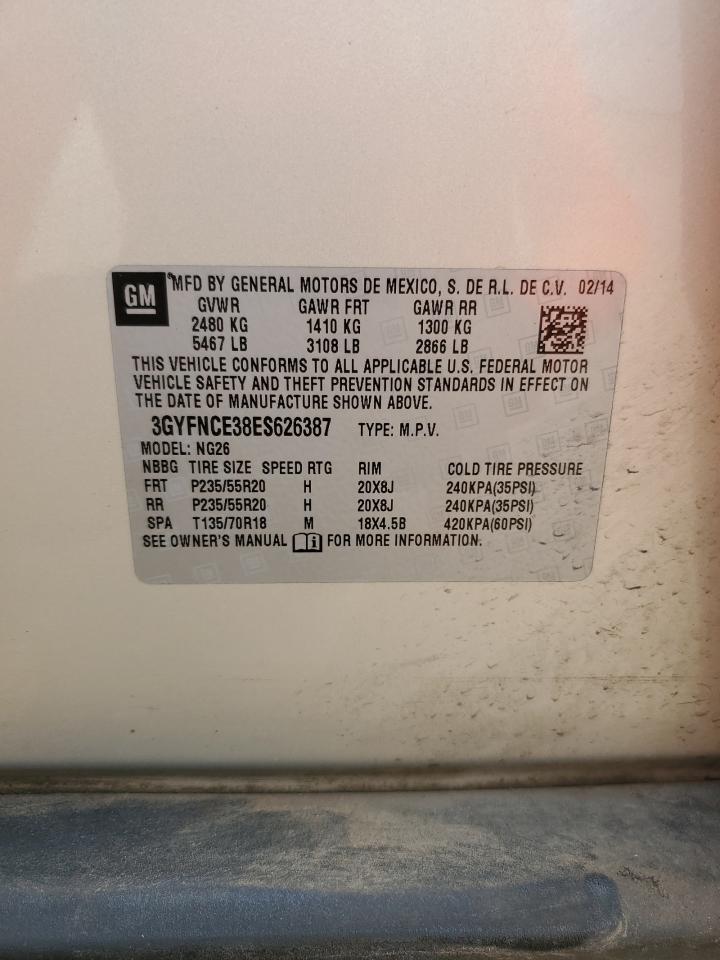 GM
MFD BY GENERAL MOTORS DE MEXICO, S. DE R.L. DE C.V. 02/14
GVWR GAWR FRT GAWR RR
2480 KG 1410 KG 1300 KG
5467 LB 3108 LB 2866 LB
THIS VEHICLE CONFORMS TO ALL APPLICABLE U.S. FEDERAL MOTOR
VEHICLE SAFETY AND THEFT PREVENTION STANDARDS IN EFFECT ON
THE DATE OF MANUFACTURE SHOWN ABOVE.
3GYFNCE38ES626387 TYPE: M.P.V.
MODEL: NG26
NBBG TIRE SIZE SPEED RTG RIM COLD TIRE PRESSURE
FRT P235/55R20 H 20X8J 240KPA(35PSI)
RR P235/55R20 H 20X8J 240KPA(35PSI)
SPA T135/70R18 M 18X4.5B 420KPA(60PSI)
SEE OWNER'S MANUAL FOR MORE INFORMATION.